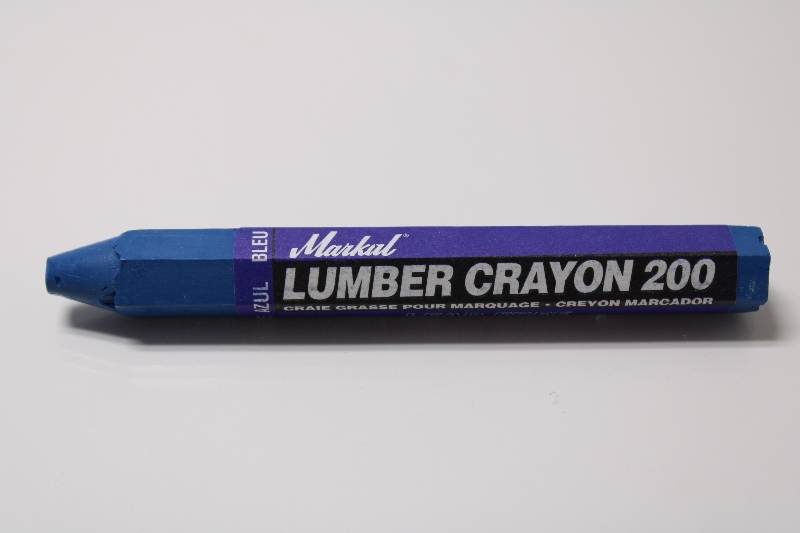 AZUL BLEU
Markal®
LUMBER CRAYON 200
CRAIE GRASSE POUR MARQUAGE • CREYON MARCADOR